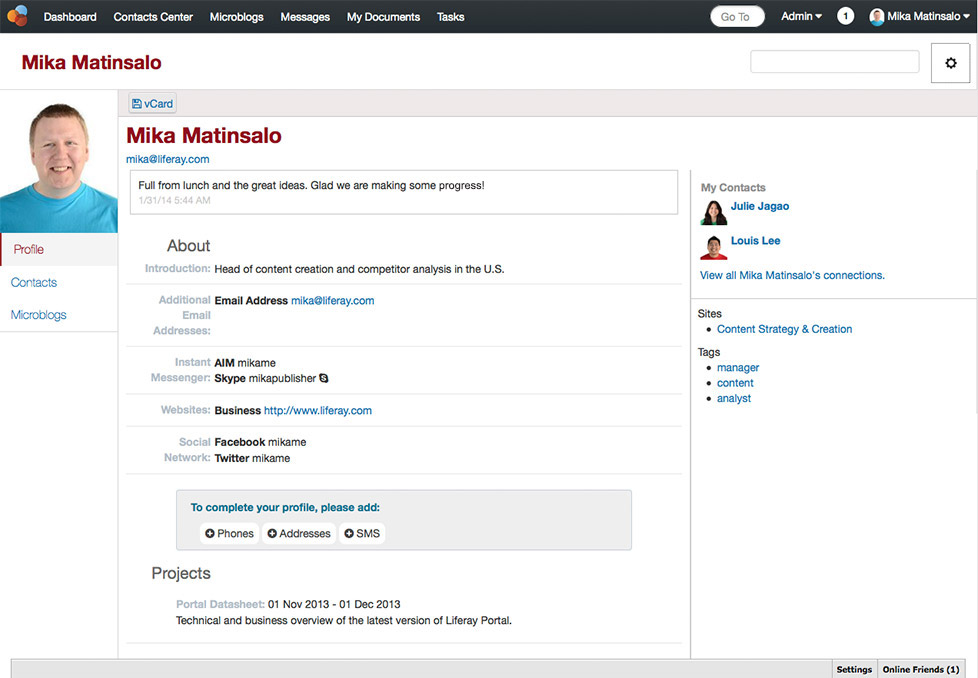 Dashboard Contacts Center Microblogs Messages My Documents Tasks Go To Admin 1 Mika Matinsalo
Mika Matinsalo
vCard
Mika Matinsalo
mika@liferay.com
Full from lunch and the great ideas. Glad we are making some progress!
1/31/14 5:44 AM
Profile
Contacts
Microblogs
About
Introduction: Head of content creation and competitor analysis in the U.S.
Additional Email Address mika@liferay.com
Email
Addresses:
Instant AIM mikame
Messenger: Skype mikapublisher
Websites: Business http://www.liferay.com
Social Facebook mikame
Network: Twitter mikame
To complete your profile, please add:
Phones Addresses SMS
Projects
Portal Datasheet: 01 Nov 2013 - 01 Dec 2013
Technical and business overview of the latest version of Liferay Portal.
My Contacts
Julie Jagao
Louis Lee
View all Mika Matinsalo's connections.
Sites
Content Strategy & Creation
Tags
manager
content
analyst
Settings Online Friends (1)